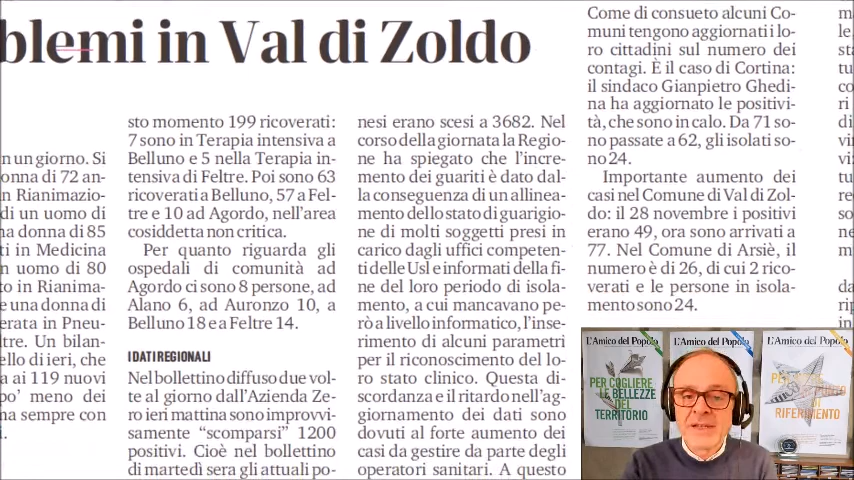 blemi in Val di Zoldo
n un giorno. Si
onna di 72 an-
n Rianimazio-
di un uomo di
na donna di 85
ti in Medicina
n uomo di 80
to in Rianima-
e una donna di
erata in Pneu-
ltre. Un bilan-
ello di ieri, che
a ai 119 nuovi
po’ meno dei
ma sempre con
i.
sto momento 199 ricoverati:
7 sono in Terapia intensiva a
Belluno e 5 nella Terapia in-
tensiva di Feltre. Poi sono 63
ricoverati a Belluno, 57 a Fel-
tre e 10 ad Agordo, nell’area
cosiddetta non critica.
Per quanto riguarda gli
ospedali di comunità ad
Agordo ci sono 8 persone, ad
Alano 6, ad Auronzo 10, a
Belluno 18 e a Feltre 14.
I DATI REGIONALI
Nel bollettino diffuso due vol-
te al giorno dall’Azienda Ze-
ro ieri mattina sono improvvi-
samente “scomparsi” 1200
positivi. Cioè nel bollettino
di martedì sera gli attuali po-
nesi erano scesi a 3682. Nel
corso della giornata la Regio-
ne ha spiegato che l’incre-
mento dei guariti è dato dal-
la conseguenza di un allinea-
mento dello stato di guarigio-
ne di molti soggetti presi in
carico dagli uffici competen-
ti delle Usl e informati della fi-
ne del loro periodo di isola-
mento, a cui mancavano pe-
rò a livello informatico, l’inse-
rimento di alcuni parametri
per il riconoscimento del lo-
ro stato clinico. Questa di-
scordanza e il ritardo nell’ag-
giornamento dei dati sono
dovuti al forte aumento dei
casi da gestire da parte degli
operatori sanitari. A questo
Come di consueto alcuni Co-
muni tengono aggiornati i lo-
ro cittadini sul numero dei
contagi. È il caso di Cortina:
il sindaco Gianpietro Ghedi-
na ha aggiornato le positivi-
tà, che sono in calo. Da 71 so-
no passate a 62, gli isolati so-
no 24.
Importante aumento dei
casi nel Comune di Val di Zol-
do: il 28 novembre i positivi
erano 49, ora sono arrivati a
77. Nel Comune di Arsiè, il
numero è di 26, di cui 2 rico-
verati e le persone in isola-
mento sono 24.
L’Amico del Popolo
PER COGLIERE
LE BELLEZZE
DEL
TERRITORIO
L’Amico del Popolo
L’Amico del Popolo
DI
RIFERIMENTO